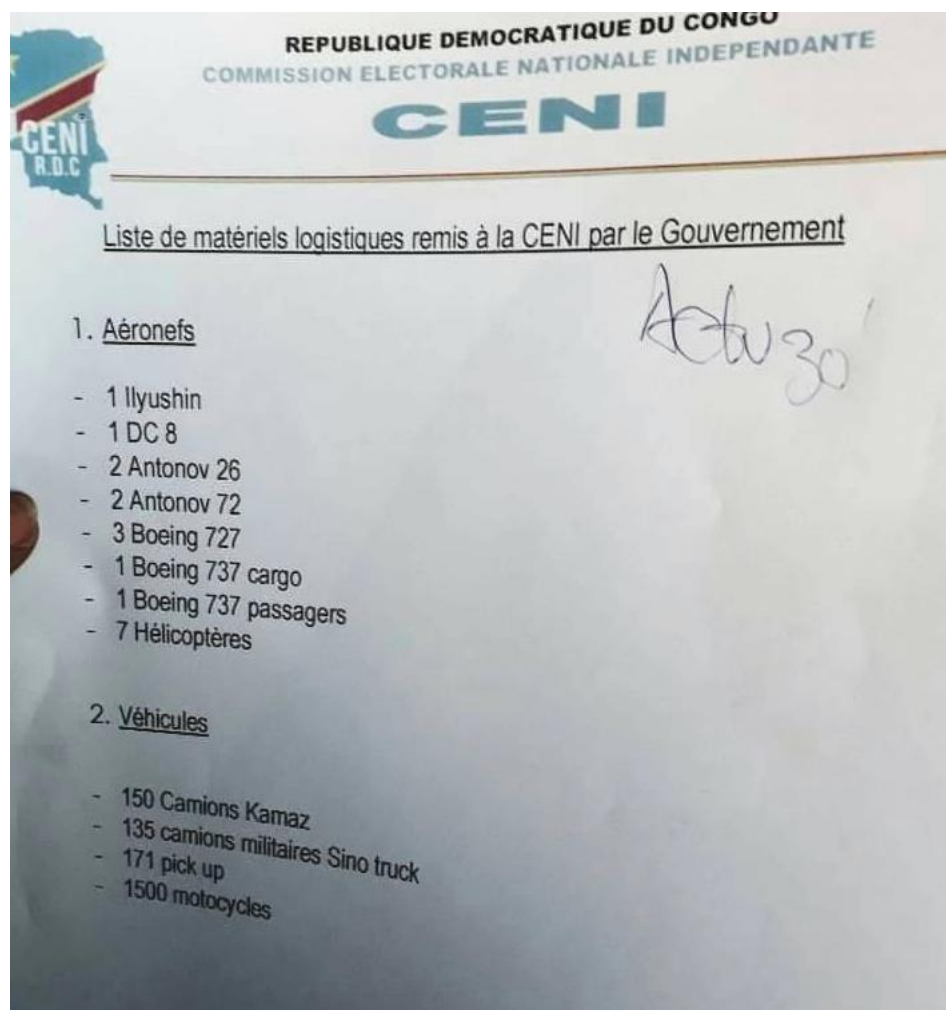 REPUBLIQUE DEMOCRATIQUE DU CONGO
COMMISSION ELECTORALE NATIONALE INDEPENDANTE
CENI
CENI
R.D.C
Liste de matériels logistiques remis à la CENI par le Gouvernement
Actu30
1. Aéronefs
- 1 Ilyushin
- 1 DC 8
- 2 Antonov 26
- 2 Antonov 72
- 3 Boeing 727
- 1 Boeing 737 cargo
- 1 Boeing 737 passagers
- 7 Hélicoptères
2. Véhicules
- 150 Camions Kamaz
- 135 camions militaires Sino truck
- 171 pick up
- 1500 motocycles